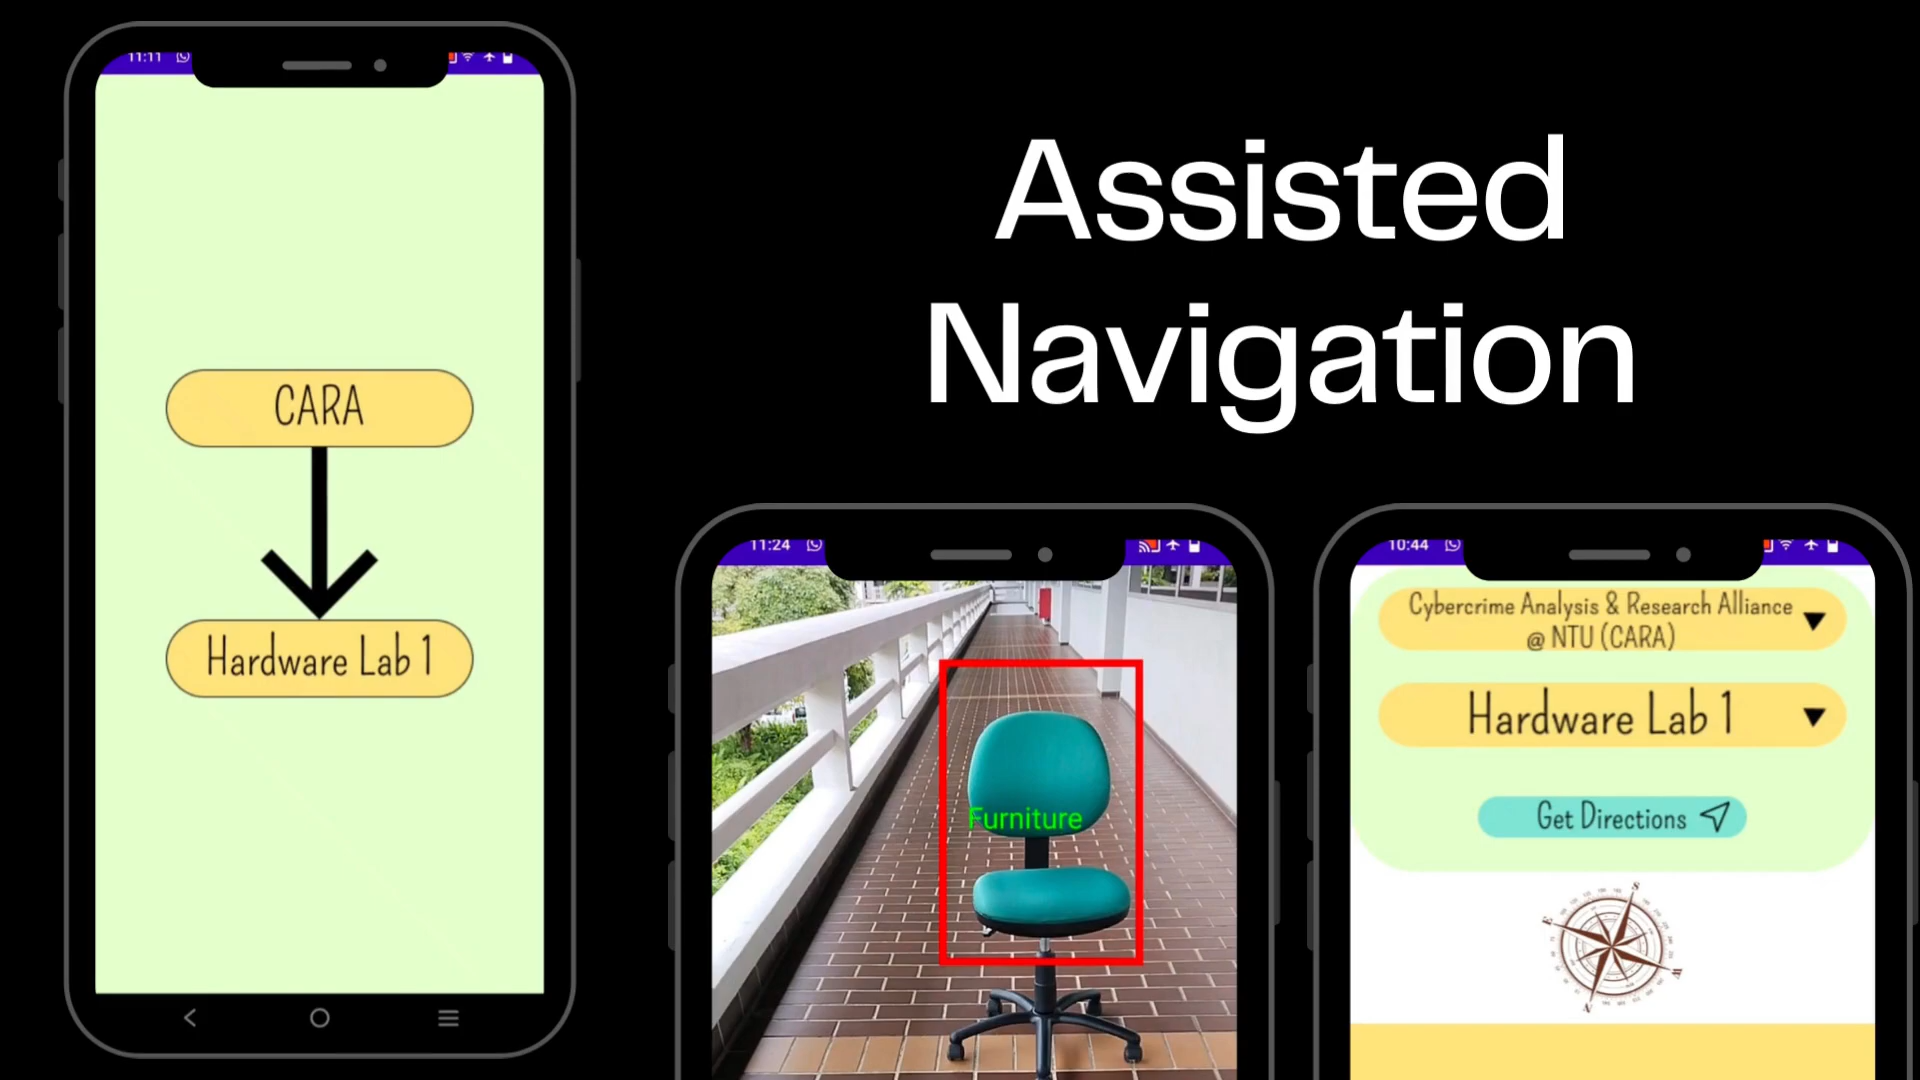 11:11
CARA
Hardware Lab 1
Assisted
Navigation
11:24
Furniture
10:44
Cybercrime Analysis & Research Alliance
@ NTU (CARA)
Hardware Lab 1
Get Directions
S
E
W
N